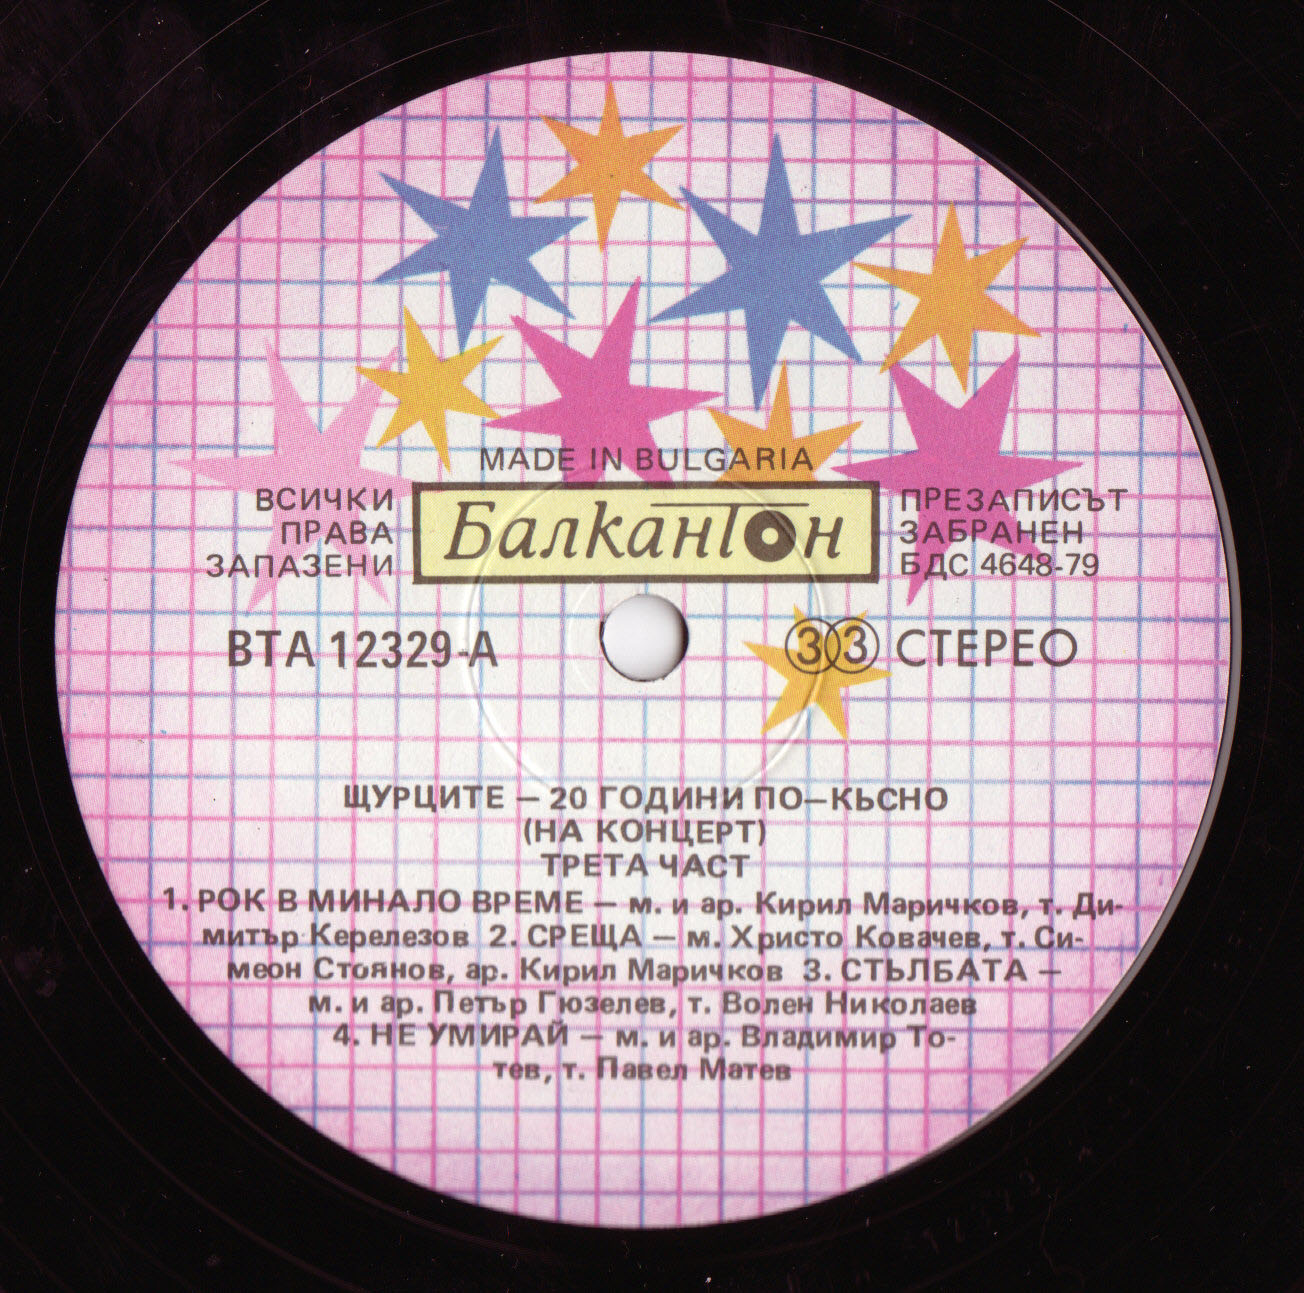 MADE IN BULGARIA
ВСИЧКИ
ПРАВА
ЗАПАЗЕНИ
Балкантон
ПРЕЗАПИСЪТ
ЗАБРАНЕН
БДС 4648-79
ВТА 12329-А
33 СТЕРЕО
ЩУРЦИТЕ – 20 ГОДИНИ ПО–КЪСНО
(НА КОНЦЕРТ)
ТРЕТА ЧАСТ
1. РОК В МИНАЛО ВРЕМЕ – м. и ар. Кирил Маричков, т. Ди-
митър Керелезов 2. СРЕЩА – м. Христо Ковачев, т. Си-
меон Стоянов, ар. Кирил Маричков 3. СТЪЛБАТА –
м. и ар. Петър Гюзелев, т. Волен Николаев
4. НЕ УМИРАЙ – м. и ар. Владимир То-
тев, т. Павел Матев